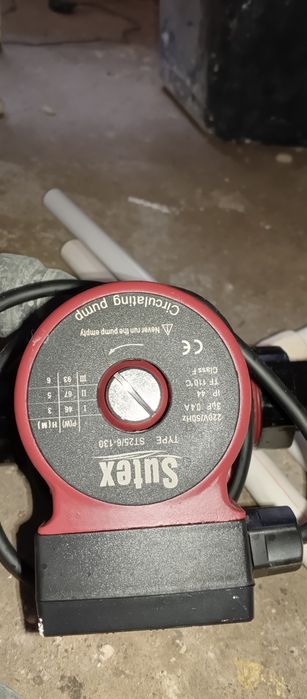 Sutex
TYPE ST25/6-130
220V/50Hz
3µF 0.4A
IP 44
TF 110℃
Class F
P(W) H(M)
I 46 3
II 67 5
III 93 6
CE
⚠ Never run the pump empty
Circulating pump